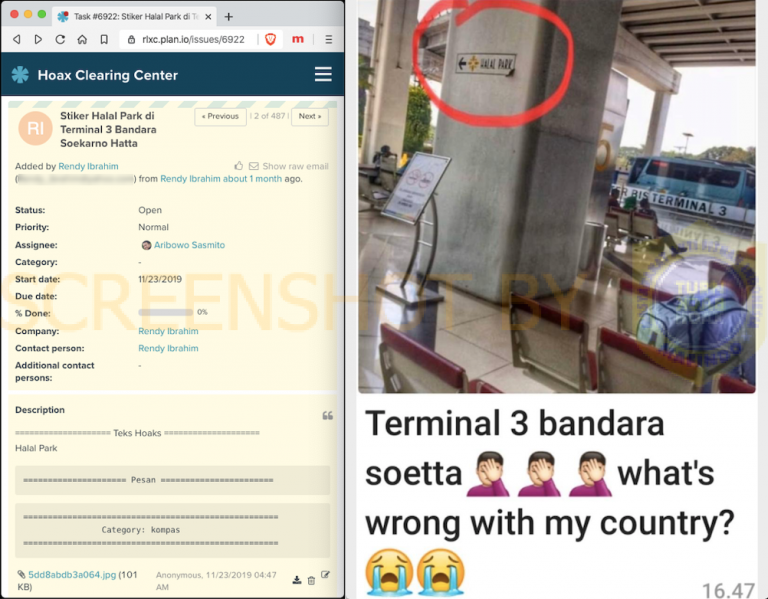 Task #6922: Stiker Halal Park di Te
rlxc.plan.io/issues/6922
Hoax Clearing Center
RI
Stiker Halal Park di
Terminal 3 Bandara
Soekarno Hatta
« Previous | 2 of 487 | Next »
Added by Rendy Ibrahim
Show raw email
from Rendy Ibrahim about 1 month ago.
Status: Open
Priority: Normal
Assignee: Aribowo Sasmito
Category: -
Start date: 11/23/2019
Due date:
% Done: 0%
Company: Rendy Ibrahim
Contact person: Rendy Ibrahim
Additional contact
persons: -
Description
=================== Teks Hoaks ===================
Halal Park
===================== Pesan ======================
Category: kompas
5dd8abdb3a064.jpg (101
KB)
Anonymous, 11/23/2019 04:47
AM
SCREENSHOT BY
HALAL PARK
BIS TERMINAL 3
Terminal 3 bandara
soetta🤦🏻‍♀️🤦🏻‍♀️🤦🏻‍♀️what's
wrong with my country?
😭😭
16.47